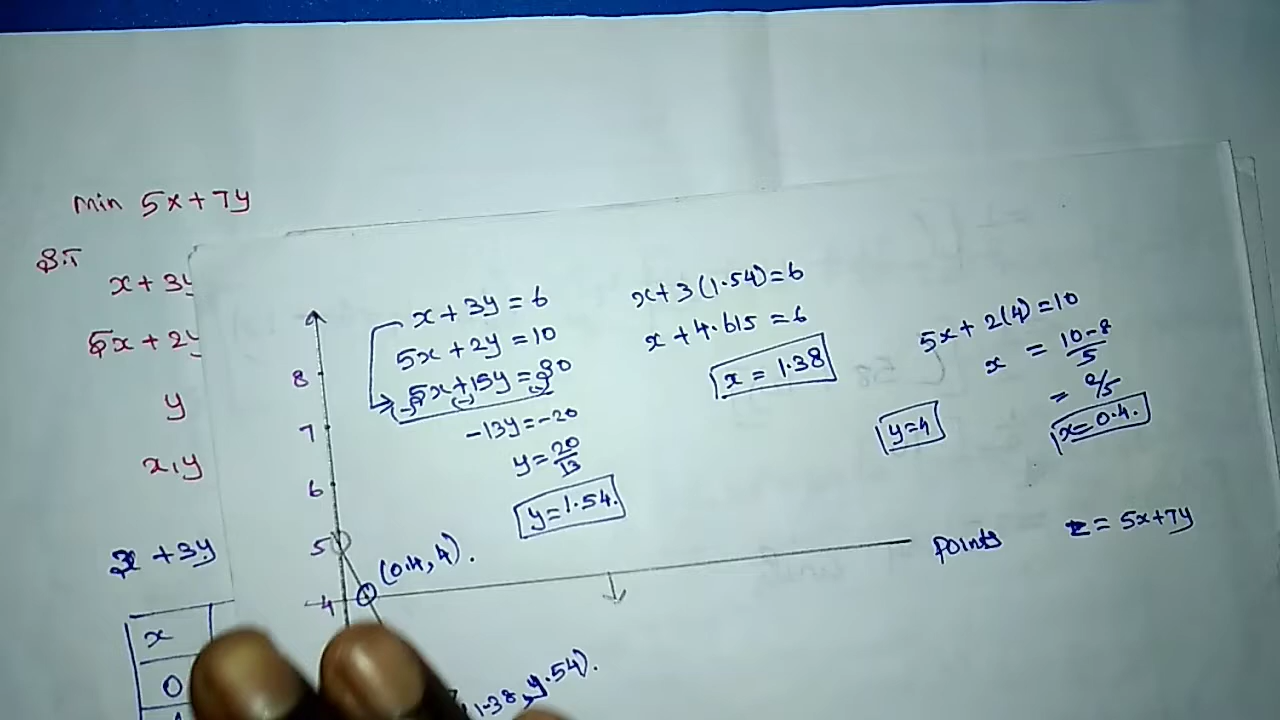 min 5x+7y
S.T
x + 3y
5x + 2y
y
x, y
x + 3y
x
0
8
7
6
5
4
x + 3y = 6
5x + 2y = 10
5x + 15y = 30
-13y = -20
y = 20/13
y = 1.54.
x + 3(1.54) = 6
x + 4.615 = 6
x = 1.38
5x + 2(4) = 10
x = 10-8/5
= 2/5
y = 4
x = 0.4.
(0.4, 4).
points z = 5x+7y
1.38, y.54).